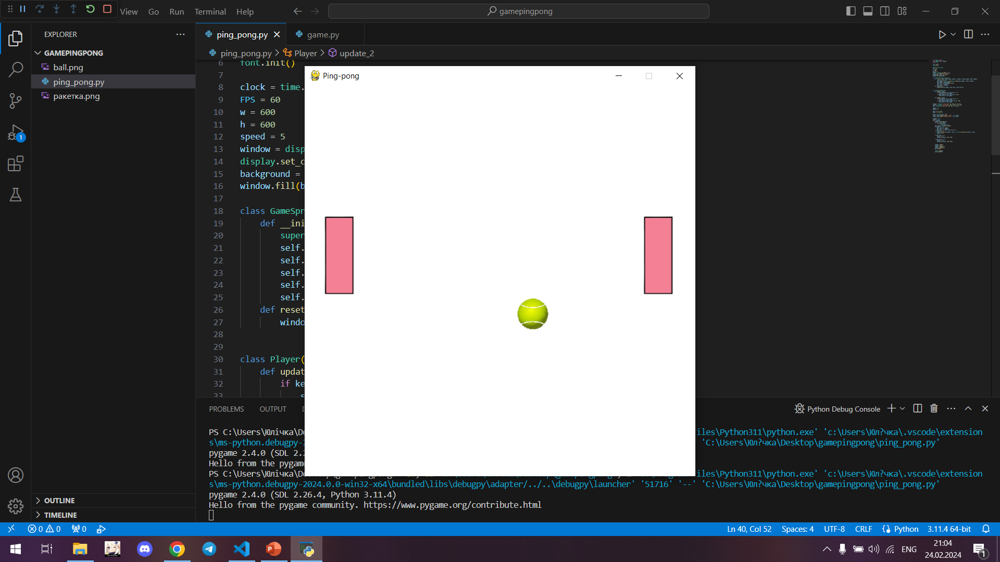 View Go Run Terminal Help
gamepingpong
EXPLORER
GAMEPINGPONG
ball.png
ping_pong.py
ракетка.png
OUTLINE
TIMELINE
ping_pong.py game.py
ping_pong.py > Player > update_2
6 font.init()
7
8 clock = time.
9 FPS = 60
10 w = 600
11 h = 600
12 speed = 5
13 window = disp
14 display.set_c
15 background =
16 window.fill(b
17
18 class GameSpr
19 def __ini
20 super
21 self.
22 self.
23 self.
24 self.
25 self.
26 def reset
27 windo
28
29
30 class Player(
31 def updat
32 if ke
33 s
Ping-pong
PROBLEMS OUTPUT
Python Debug Console
PS C:\Users\Юлічка\De iles\Python311\python.exe' 'c:\Users\Юл?чка\.vscode\extension
s\ms-python.debugpy-2 'C:\Users\Юл?чка\Desktop\gamepingpong\ping_pong.py'
pygame 2.4.0 (SDL 2.2
Hello from the pygame
PS C:\Users\Юлічка\De iles\Python311\python.exe' 'c:\Users\Юл?чка\.vscode\extension
s\ms-python.debugpy-2024.0.0-win32-x64\bundled\libs\debugpy\adapter/../..\debugpy\launcher' '51716' '--' 'C:\Users\Юл?чка\Desktop\gamepingpong\ping_pong.py'
pygame 2.4.0 (SDL 2.26.4, Python 3.11.4)
Hello from the pygame community. https://www.pygame.org/contribute.html
0 0 0
Ln 40, Col 52 Spaces: 4 UTF-8 CRLF Python 3.11.4 64-bit
1
ENG
21:04
24.02.2024
1